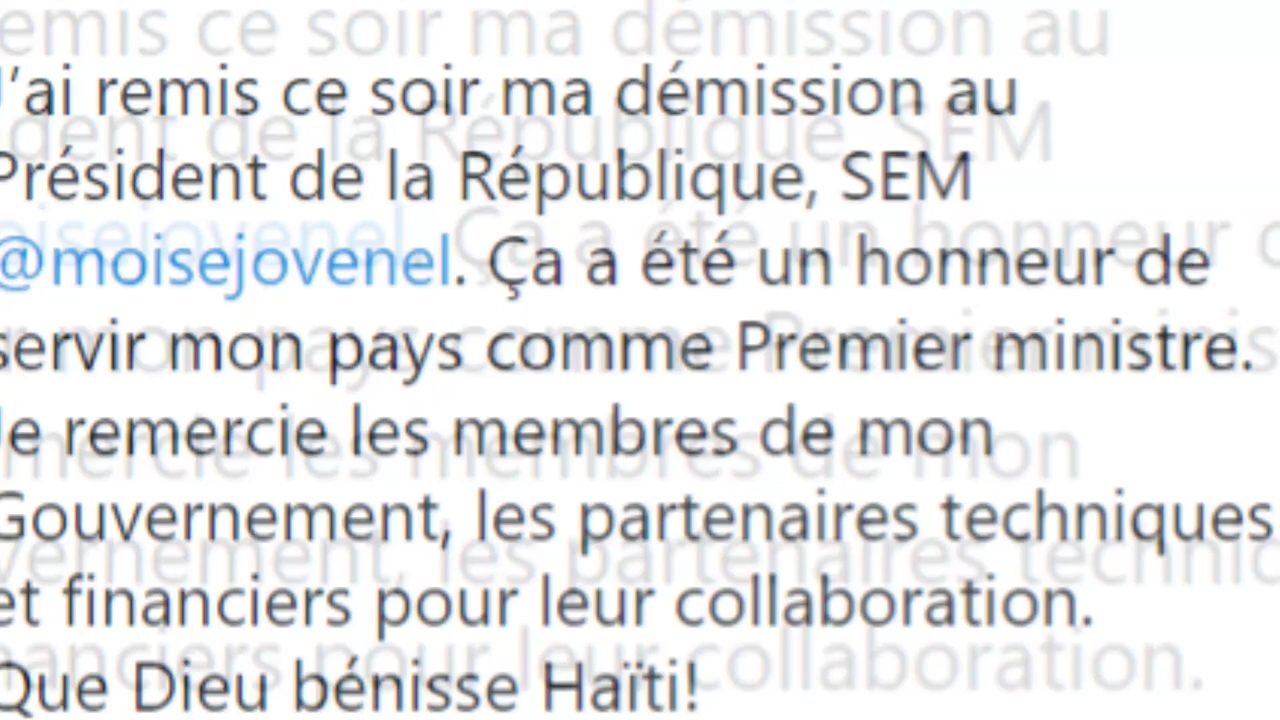 J'ai remis ce soir ma démission au
Président de la République, SEM
@moisejovenel. Ça a été un honneur de
servir mon pays comme Premier ministre.
Je remercie les membres de mon
Gouvernement, les partenaires techniques
et financiers pour leur collaboration.
Que Dieu bénisse Haïti!